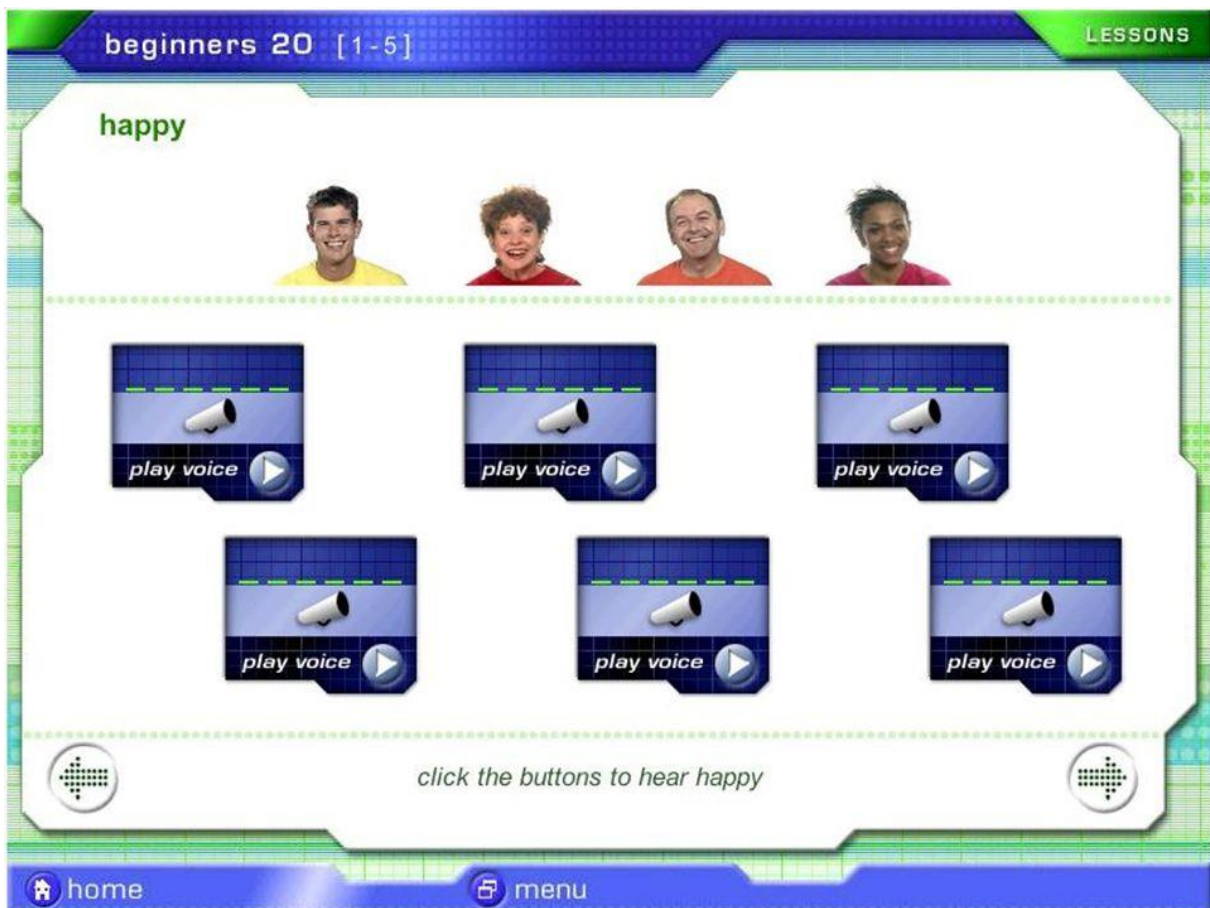 beginners 20 [1-5]
LESSONS
happy
play voice
play voice
play voice
play voice
play voice
play voice
click the buttons to hear happy
home
menu